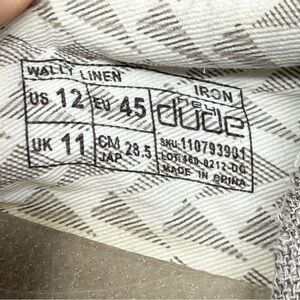 WALLY LINEN IRON
US 12 EU 45 HEY dude
UK 11 CM 28.5 JAP
SKU:110793901
MADE IN CHINA